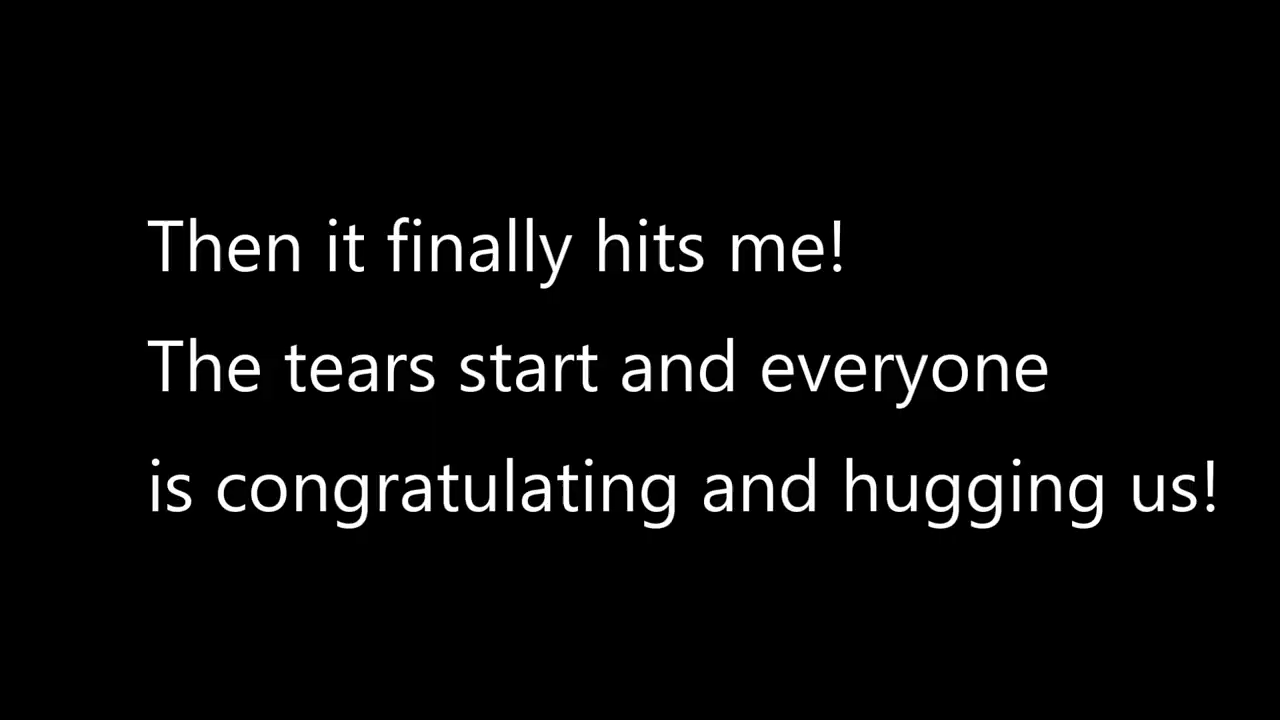 Then it finally hits me!
The tears start and everyone
is congratulating and hugging us!